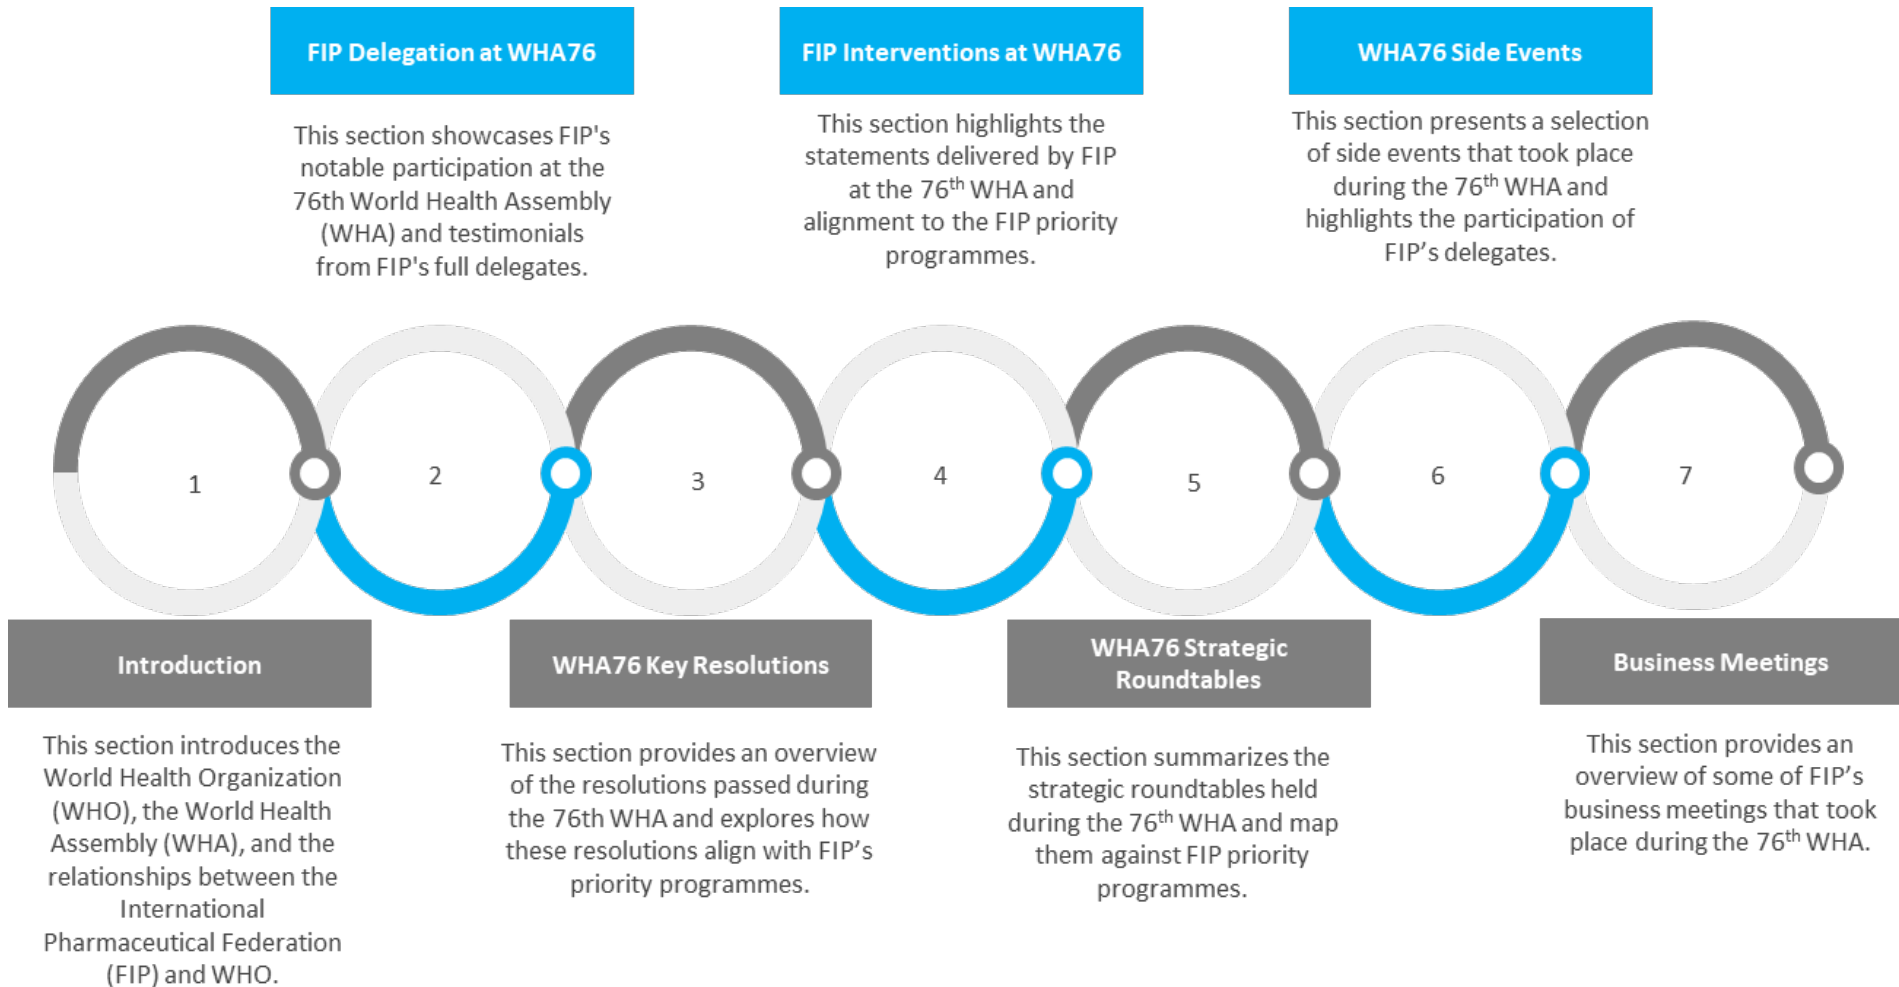 FIP Delegation at WHA76
This section showcases FIP's
notable participation at the
76th World Health Assembly
(WHA) and testimonials
from FIP's full delegates.
FIP Interventions at WHA76
This section highlights the
statements delivered by FIP
at the 76th WHA and
alignment to the FIP priority
programmes.
WHA76 Side Events
This section presents a selection
of side events that took place
during the 76th WHA and
highlights the participation of
FIP’s delegates.
1
2
3
4
5
6
7
Introduction
This section introduces the
World Health Organization
(WHO), the World Health
Assembly (WHA), and the
relationships between the
International
Pharmaceutical Federation
(FIP) and WHO.
WHA76 Key Resolutions
This section provides an overview
of the resolutions passed during
the 76th WHA and explores how
these resolutions align with FIP’s
priority programmes.
WHA76 Strategic
Roundtables
This section summarizes the
strategic roundtables held
during the 76th WHA and map
them against FIP priority
programmes.
Business Meetings
This section provides an
overview of some of FIP’s
business meetings that took
place during the 76th WHA.